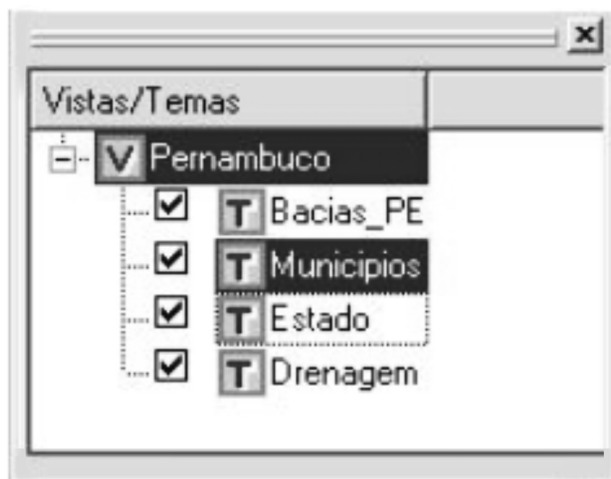 Vistas/Temas
V Pernambuco
T Bacias_PE
T Municipios
T Estado
T Drenagem